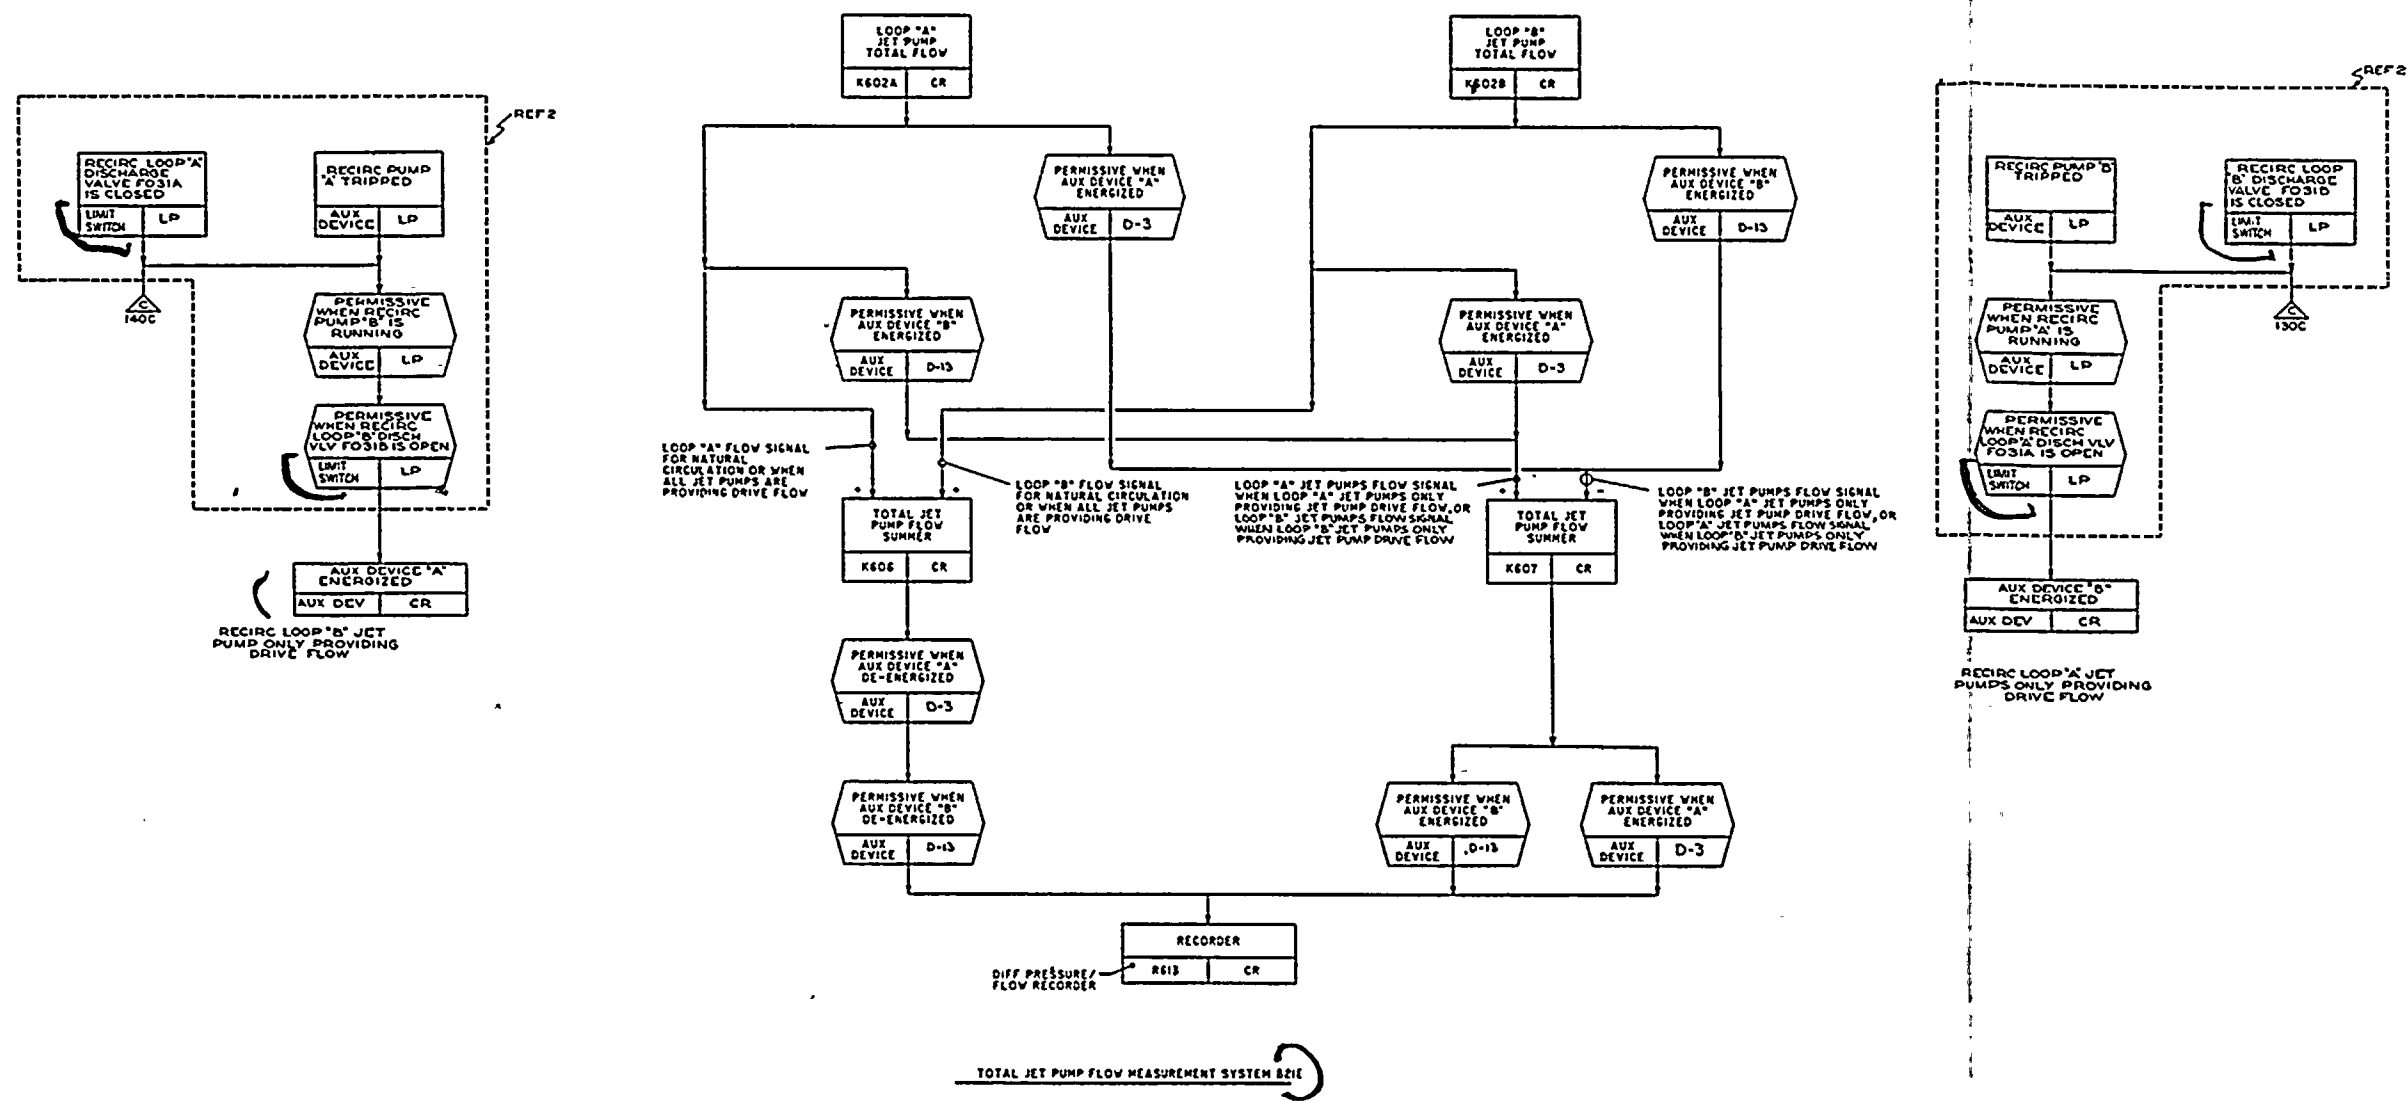 LOOP "A"
JET PUMP
TOTAL FLOW
K602A CR
LOOP "B"
JET PUMP
TOTAL FLOW
K602B CR
REF 2
RECIRC LOOP "A"
DISCHARGE
VALVE F031A
IS CLOSED
LIMIT
SWITCH
LP
RECIRC PUMP
"A" TRIPPED
AUX
DEVICE
LP
C
140C
PERMISSIVE
WHEN RECIRC
PUMP "B" IS
RUNNING
AUX
DEVICE
LP
PERMISSIVE
WHEN RECIRC
LOOP "B" DISCH
VLV F031B IS OPEN
LIMIT
SWITCH
LP
AUX DEVICE "A"
ENERGIZED
AUX DEV CR
RECIRC LOOP "B" JET
PUMP ONLY PROVIDING
DRIVE FLOW
PERMISSIVE WHEN
AUX DEVICE "A"
ENERGIZED
AUX
DEVICE
D-3
PERMISSIVE WHEN
AUX DEVICE "B"
ENERGIZED
AUX
DEVICE
D-13
PERMISSIVE WHEN
AUX DEVICE "B"
ENERGIZED
AUX
DEVICE
D-13
PERMISSIVE WHEN
AUX DEVICE "A"
ENERGIZED
AUX
DEVICE
D-3
LOOP "A" FLOW SIGNAL
FOR NATURAL
CIRCULATION OR WHEN
ALL JET PUMPS ARE
PROVIDING DRIVE FLOW
+ +
LOOP "B" FLOW SIGNAL
FOR NATURAL CIRCULATION
OR WHEN ALL JET PUMPS
ARE PROVIDING DRIVE
FLOW
LOOP "A" JET PUMPS FLOW SIGNAL
WHEN LOOP "A" JET PUMPS ONLY
PROVIDING JET PUMP DRIVE FLOW, OR
LOOP "B" JET PUMPS FLOW SIGNAL
WHEN LOOP "B" JET PUMPS ONLY
PROVIDING JET PUMP DRIVE FLOW
+ -
LOOP "B" JET PUMPS FLOW SIGNAL
WHEN LOOP "A" JET PUMPS ONLY
PROVIDING JET PUMP DRIVE FLOW, OR
LOOP "A" JET PUMPS FLOW SIGNAL
WHEN LOOP "B" JET PUMPS ONLY
PROVIDING JET PUMP DRIVE FLOW
TOTAL JET
PUMP FLOW
SUMMER
K606 CR
TOTAL JET
PUMP FLOW
SUMMER
K607 CR
PERMISSIVE WHEN
AUX DEVICE "A"
DE-ENERGIZED
AUX
DEVICE
D-3
PERMISSIVE WHEN
AUX DEVICE "B"
DE-ENERGIZED
AUX
DEVICE
D-13
PERMISSIVE WHEN
AUX DEVICE "B"
ENERGIZED
AUX
DEVICE
D-13
PERMISSIVE WHEN
AUX DEVICE "A"
ENERGIZED
AUX
DEVICE
D-3
RECORDER
R613 CR
DIFF PRESSURE/
FLOW RECORDER
REF 2
RECIRC PUMP "B"
TRIPPED
AUX
DEVICE
LP
RECIRC LOOP
"B" DISCHARGE
VALVE F031B
IS CLOSED
LIMIT
SWITCH
LP
C
130C
PERMISSIVE
WHEN RECIRC
PUMP "A" IS
RUNNING
AUX
DEVICE
LP
PERMISSIVE
WHEN RECIRC
LOOP "A" DISCH VLV
F031A IS OPEN
LIMIT
SWITCH
LP
AUX DEVICE "B"
ENERGIZED
AUX DEV CR
RECIRC LOOP "A" JET
PUMPS ONLY PROVIDING
DRIVE FLOW
TOTAL JET PUMP FLOW MEASUREMENT SYSTEM B21E